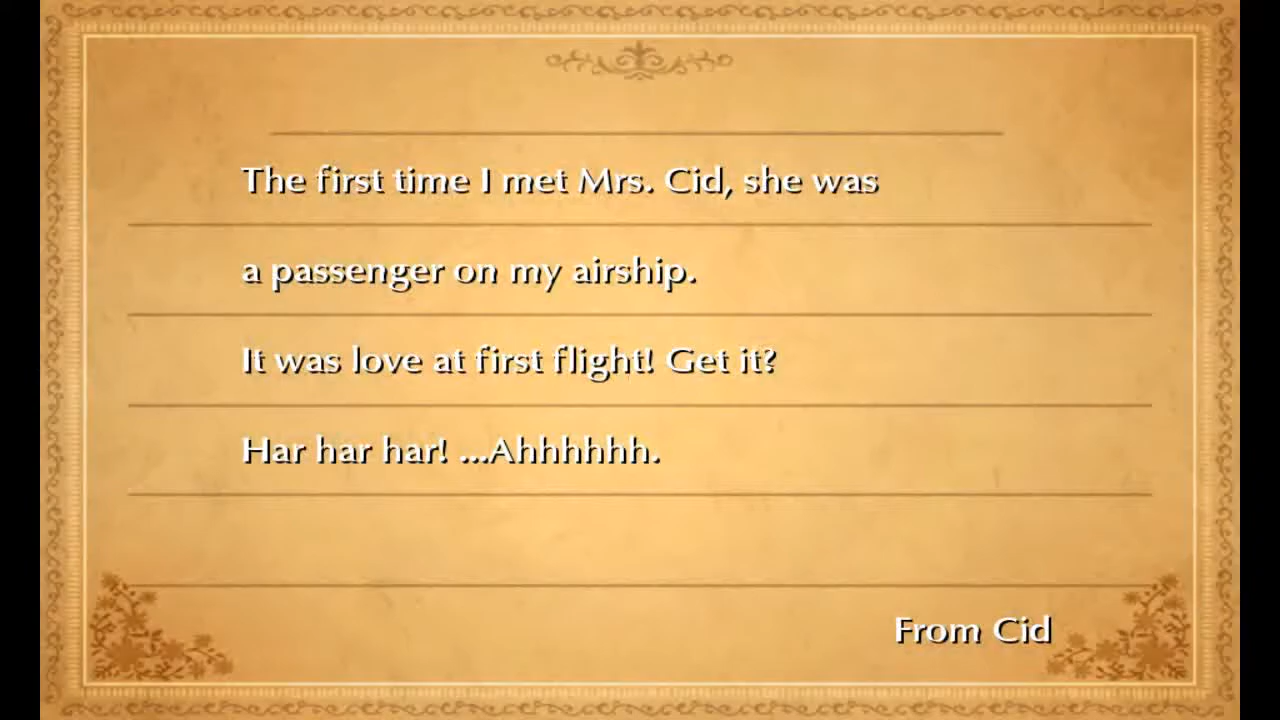 The first time I met Mrs. Cid, she was
a passenger on my airship.
It was love at first flight! Get it?
Har har har! ...Ahhhhhh.
From Cid